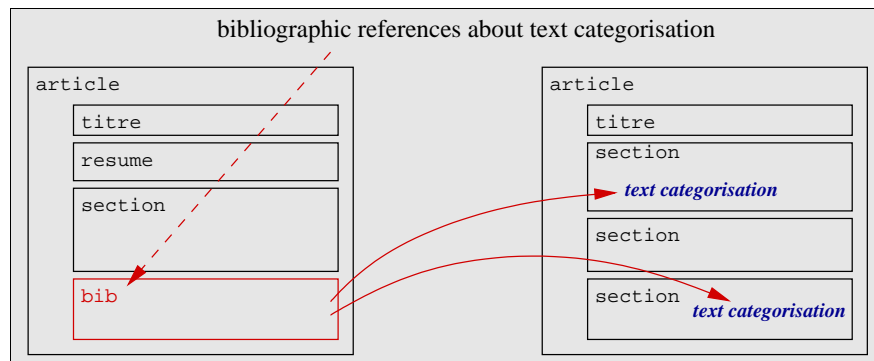 bibliographic references about text categorisation
article
titre
resume
section
bib
article
titre
section
text categorisation
section
section
text categorisation